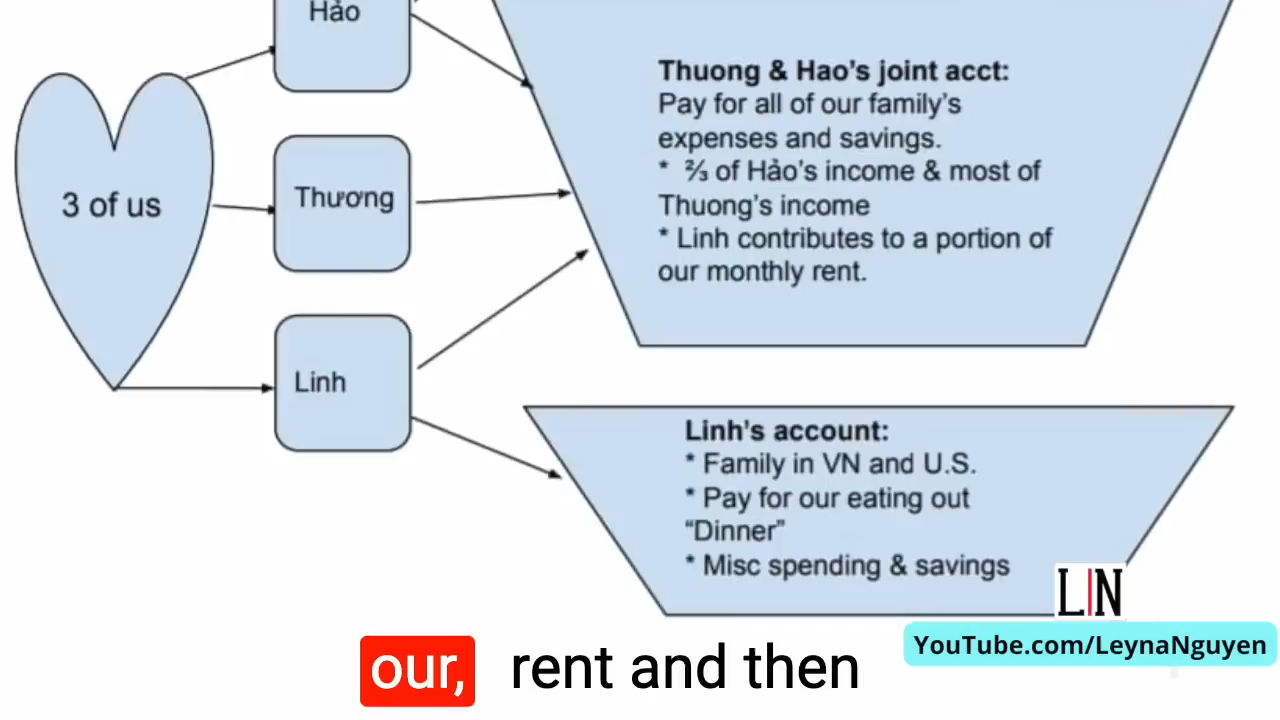 Hảo
Thuong & Hao's joint acct:
Pay for all of our family's
expenses and savings.
* ⅔ of Hảo's income & most of
Thuong's income
* Linh contributes to a portion of
our monthly rent.
3 of us
Thương
Linh
Linh's account:
* Family in VN and U.S.
* Pay for our eating out
“Dinner”
* Misc spending & savings
LIN
YouTube.com/LeynaNguyen
our, rent and then